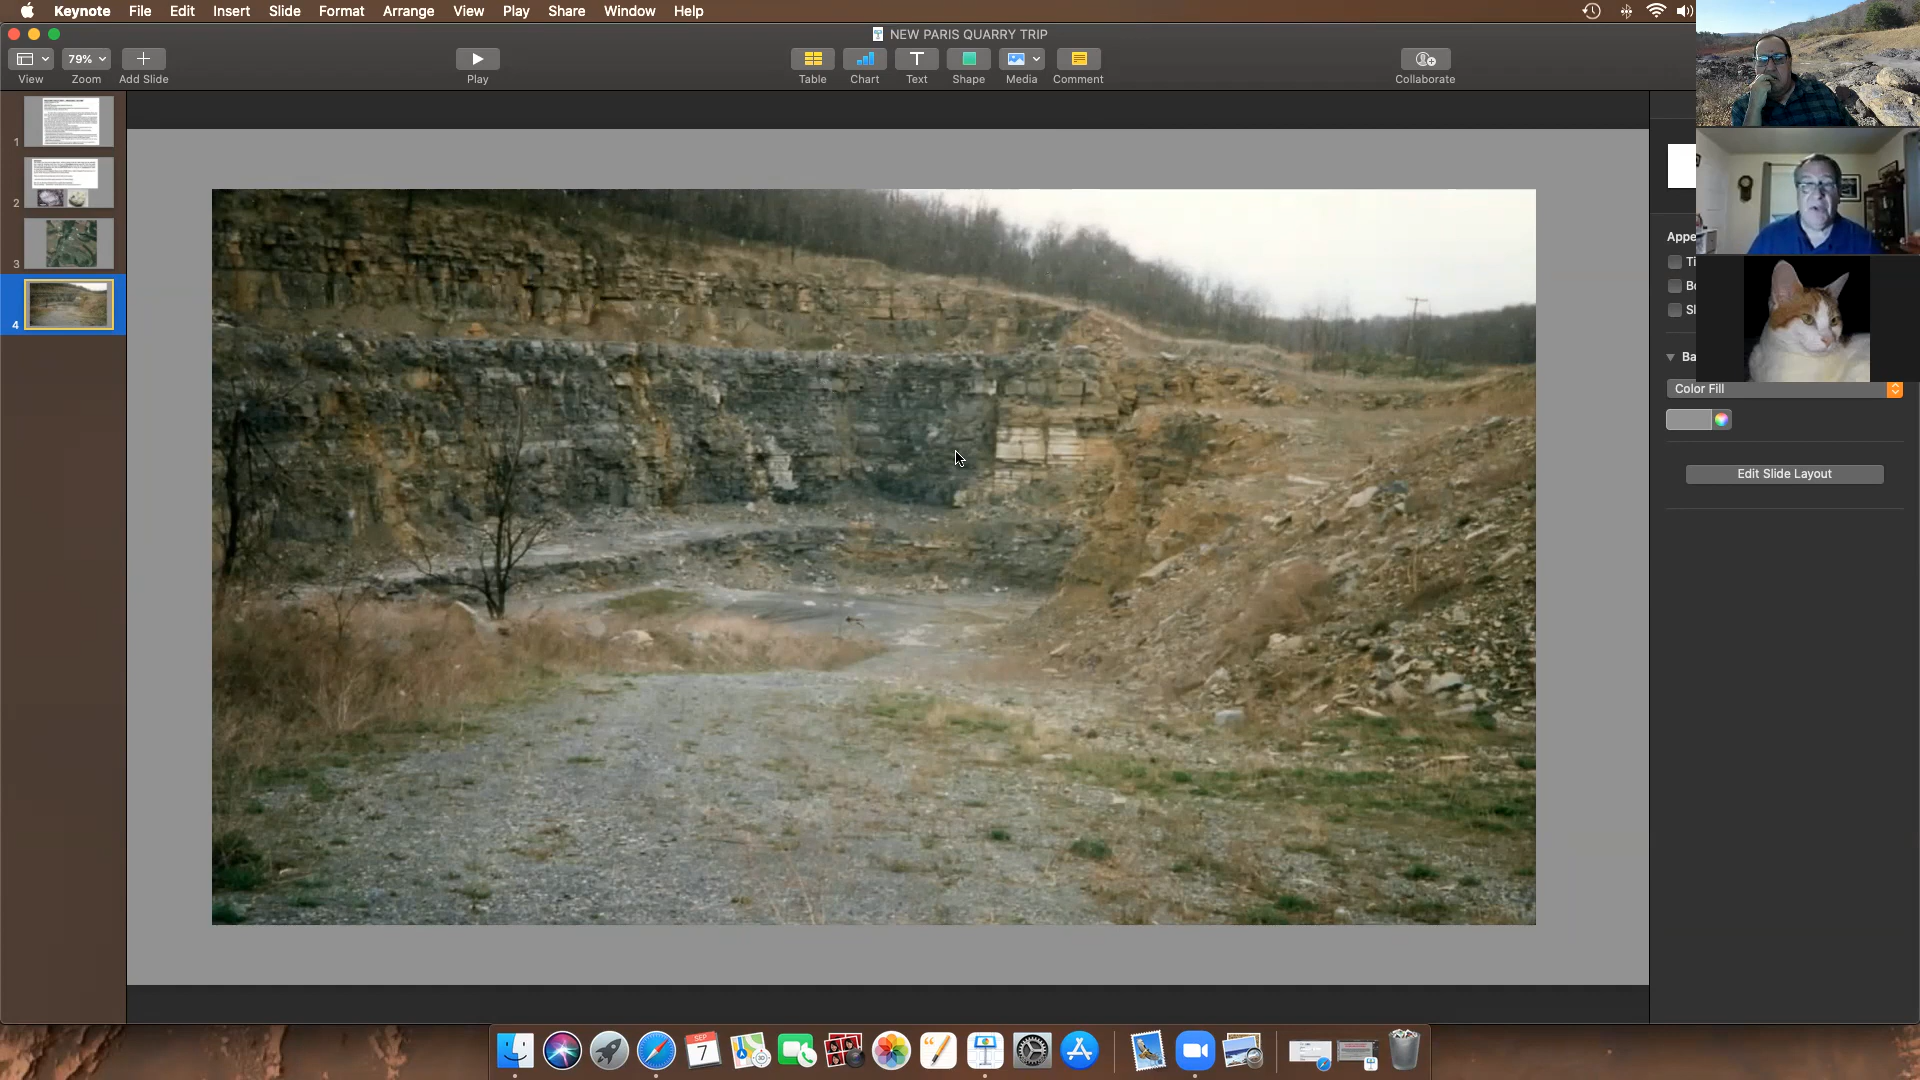 Keynote File Edit Insert Slide Format Arrange View Play Share Window Help
NEW PARIS QUARRY TRIP
79%
View Zoom Add Slide Play Table Chart Text Shape Media Comment Collaborate
1
2
3
4
Appe
Ti
Bo
Sl
Ba
Color Fill
Edit Slide Layout
SEP
7